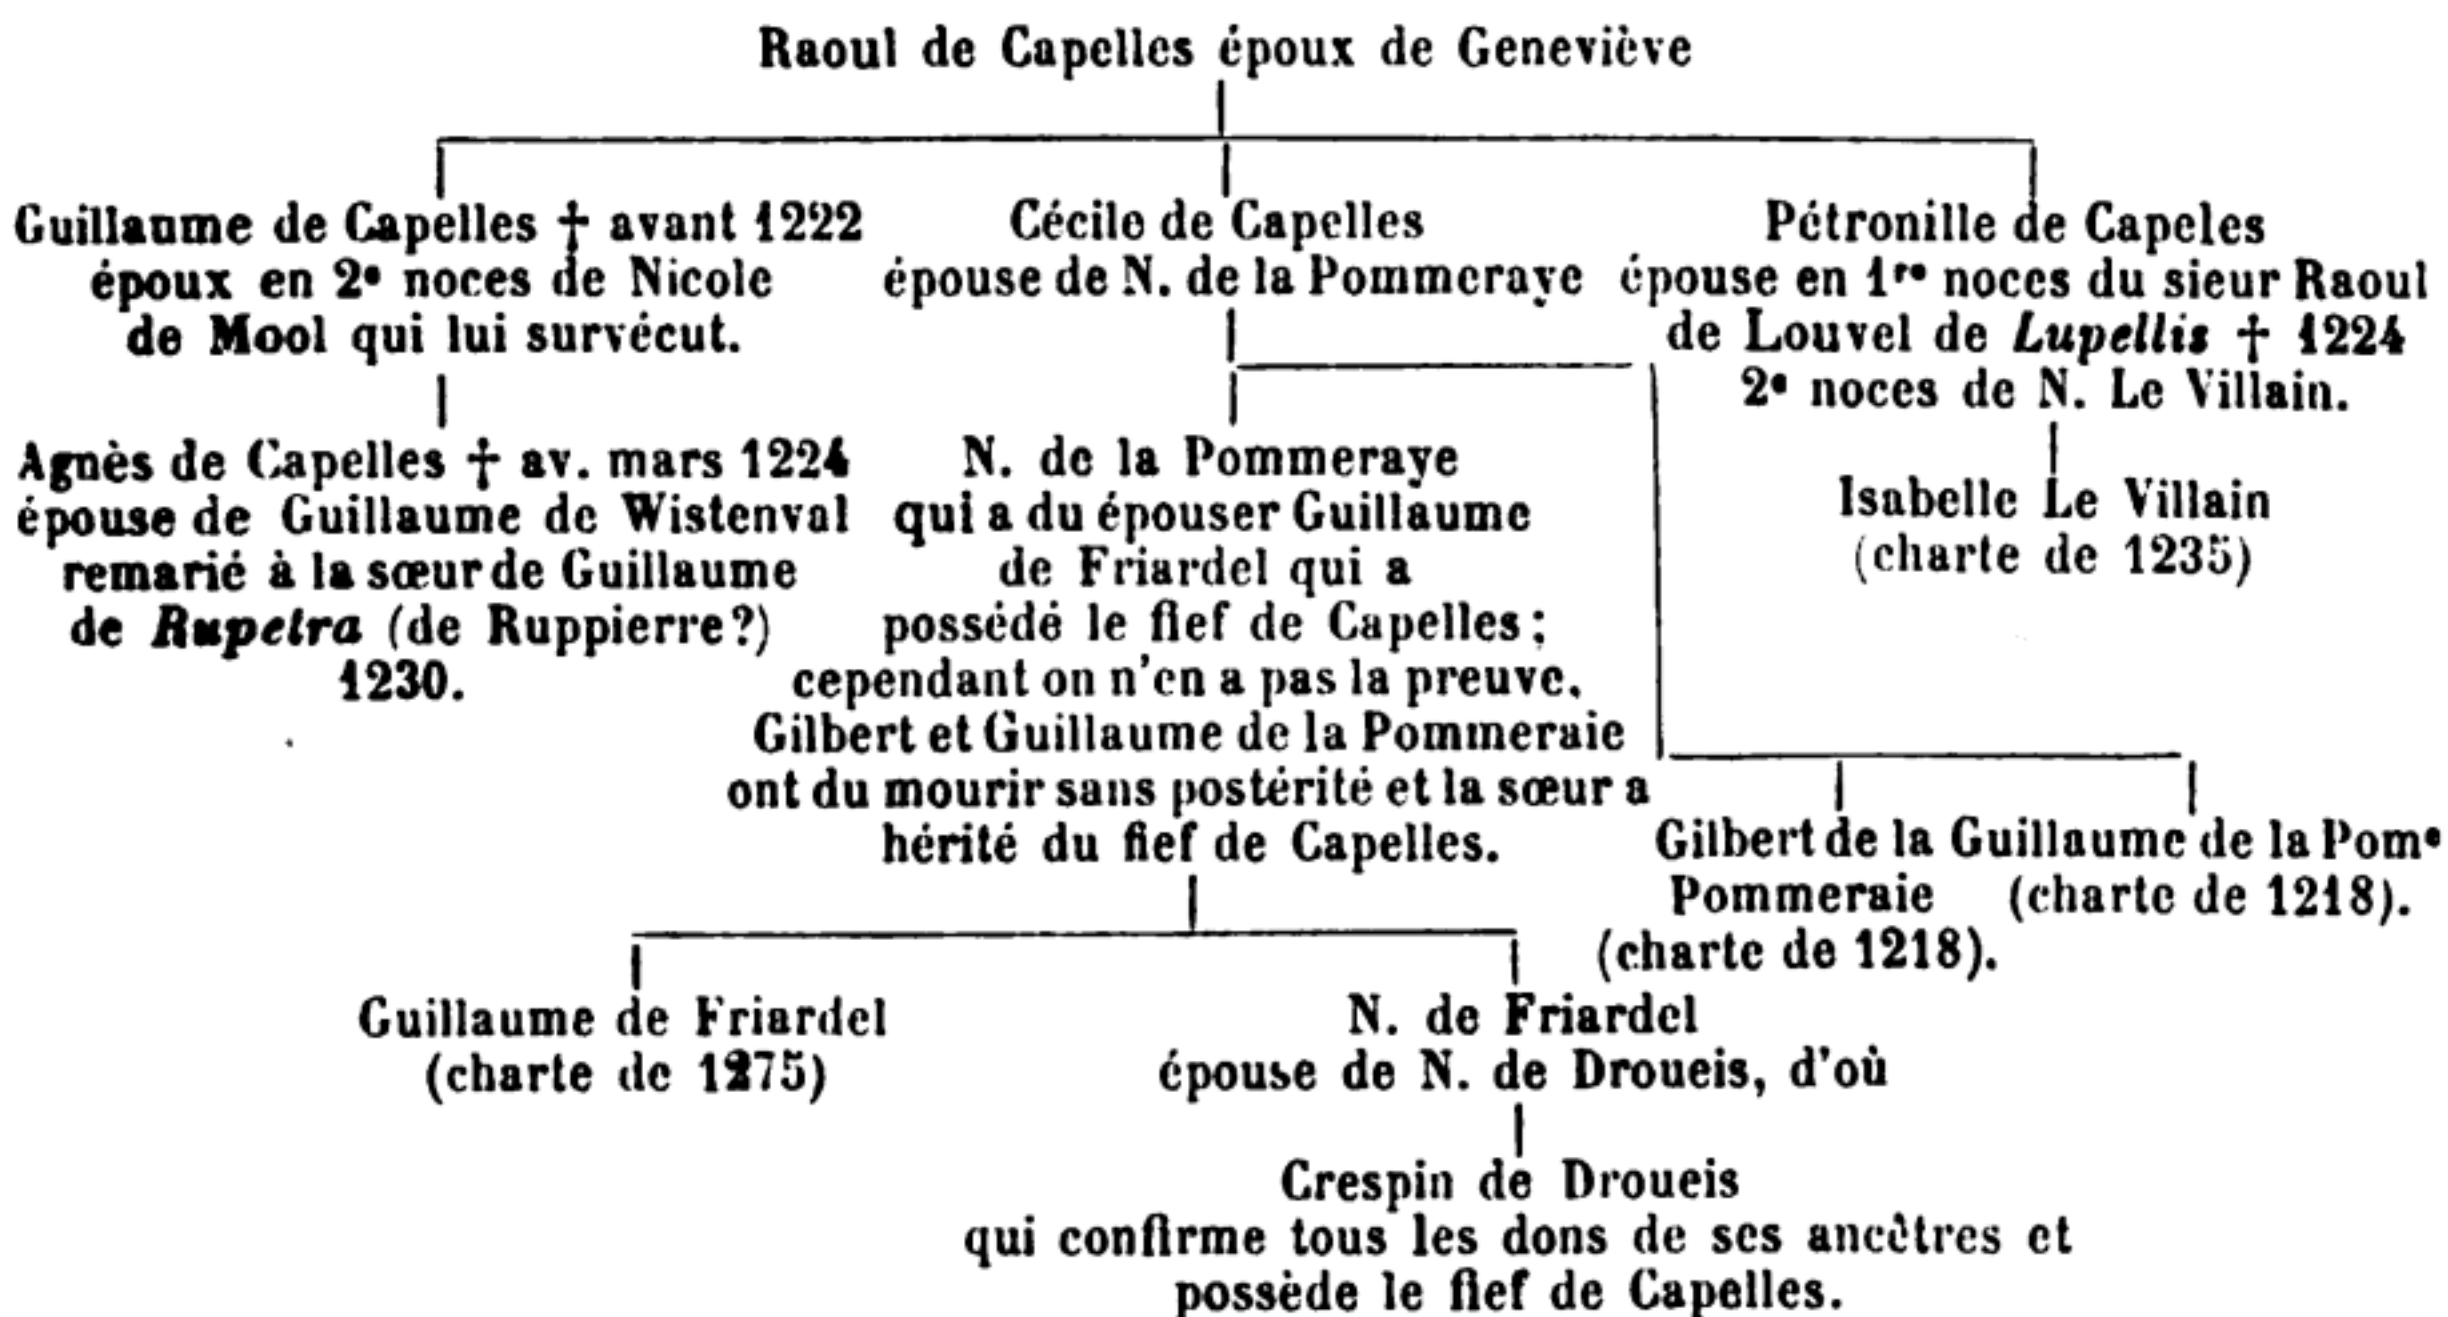 Raoul de Capelles époux de Geneviève
Guillaume de Capelles † avant 1222
époux en 2e noces de Nicole
de Mool qui lui survécut.
Cécile de Capelles
épouse de N. de la Pommeraye
Pétronille de Capeles
épouse en 1re noces du sieur Raoul
de Louvel de Lupellis † 1224
2e noces de N. Le Villain.
Agnès de Capelles † av. mars 1224
épouse de Guillaume de Wistenval
remarié à la sœur de Guillaume
de Rupetra (de Ruppierre?)
1230.
N. de la Pommeraye
qui a du épouser Guillaume
de Friardel qui a
possédé le fief de Capelles;
cependant on n'en a pas la preuve.
Gilbert et Guillaume de la Pommeraie
ont du mourir sans postérité et la sœur a
hérité du fief de Capelles.
Isabelle Le Villain
(charte de 1235)
Gilbert de la
Pommeraie
(charte de 1218).
Guillaume de la Pome
(charte de 1218).
Guillaume de Friardel
(charte de 1275)
N. de Friardel
épouse de N. de Droueis, d'où
Crespin de Droueis
qui confirme tous les dons de ses ancêtres et
possède le fief de Capelles.